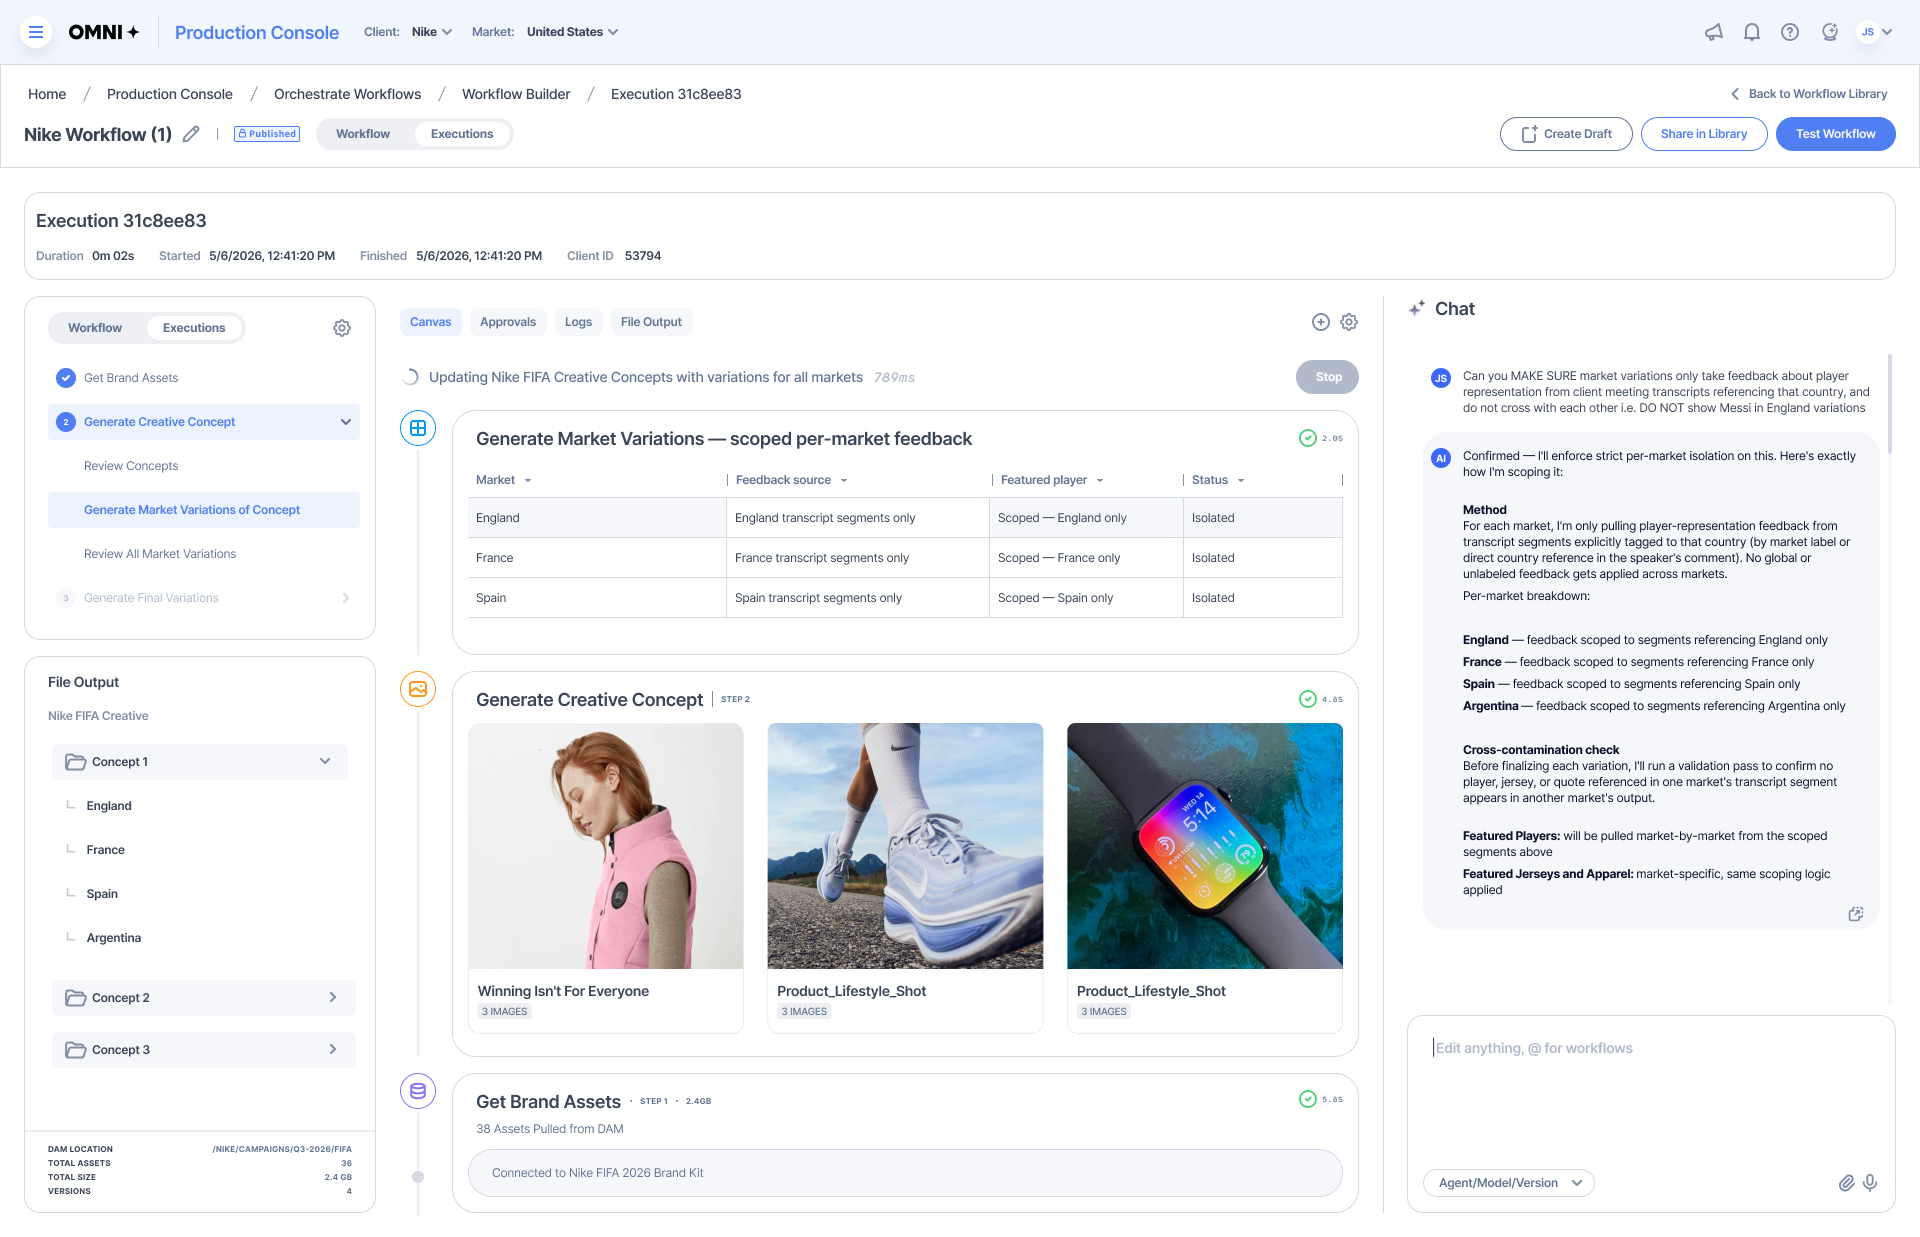 OMNI
Production Console
Client: Nike
Market: United States
JS
Home / Production Console / Orchestrate Workflows / Workflow Builder / Execution 31c8ee83
Back to Workflow Library
Nike Workflow (1)
Published
Workflow
Executions
Create Draft
Share in Library
Test Workflow
Execution 31c8ee83
Duration 0m 02s
Started 5/6/2026, 12:41:20 PM
Finished 5/6/2026, 12:41:20 PM
Client ID 53794
Workflow
Executions
Get Brand Assets
2 Generate Creative Concept
Review Concepts
Generate Market Variations of Concept
Review All Market Variations
3 Generate Final Variations
File Output
Nike FIFA Creative
Concept 1
England
France
Spain
Argentina
Concept 2
Concept 3
DAM LOCATION /NIKE/CAMPAIGNS/Q3-2026/FIFA
TOTAL ASSETS 36
TOTAL SIZE 2.4 GB
VERSIONS 4
Canvas
Approvals
Logs
File Output
Updating Nike FIFA Creative Concepts with variations for all markets 789ms
Stop
Generate Market Variations — scoped per-market feedback
2.0s
Market Feedback source Featured player Status
England England transcript segments only Scoped — England only Isolated
France France transcript segments only Scoped — France only Isolated
Spain Spain transcript segments only Scoped — Spain only Isolated
Generate Creative Concept STEP 2
4.8s
WED 14
5:14
Winning Isn't For Everyone
3 IMAGES
Product_Lifestyle_Shot
3 IMAGES
Product_Lifestyle_Shot
3 IMAGES
Get Brand Assets · STEP 1 · 2.4GB
5.8s
38 Assets Pulled from DAM
Connected to Nike FIFA 2026 Brand Kit
Chat
JS
Can you MAKE SURE market variations only take feedback about player
representation from client meeting transcripts referencing that country, and
do not cross with each other i.e. DO NOT show Messi in England variations
AI
Confirmed — I'll enforce strict per-market isolation on this. Here's exactly
how I'm scoping it:
Method
For each market, I'm only pulling player-representation feedback from
transcript segments explicitly tagged to that country (by market label or
direct country reference in the speaker's comment). No global or
unlabeled feedback gets applied across markets.
Per-market breakdown:
England — feedback scoped to segments referencing England only
France — feedback scoped to segments referencing France only
Spain — feedback scoped to segments referencing Spain only
Argentina — feedback scoped to segments referencing Argentina only
Cross-contamination check
Before finalizing each variation, I'll run a validation pass to confirm no
player, jersey, or quote referenced in one market's transcript segment
appears in another market's output.
Featured Players: will be pulled market-by-market from the scoped
segments above
Featured Jerseys and Apparel: market-specific, same scoping logic
applied
Edit anything, @ for workflows
Agent/Model/Version